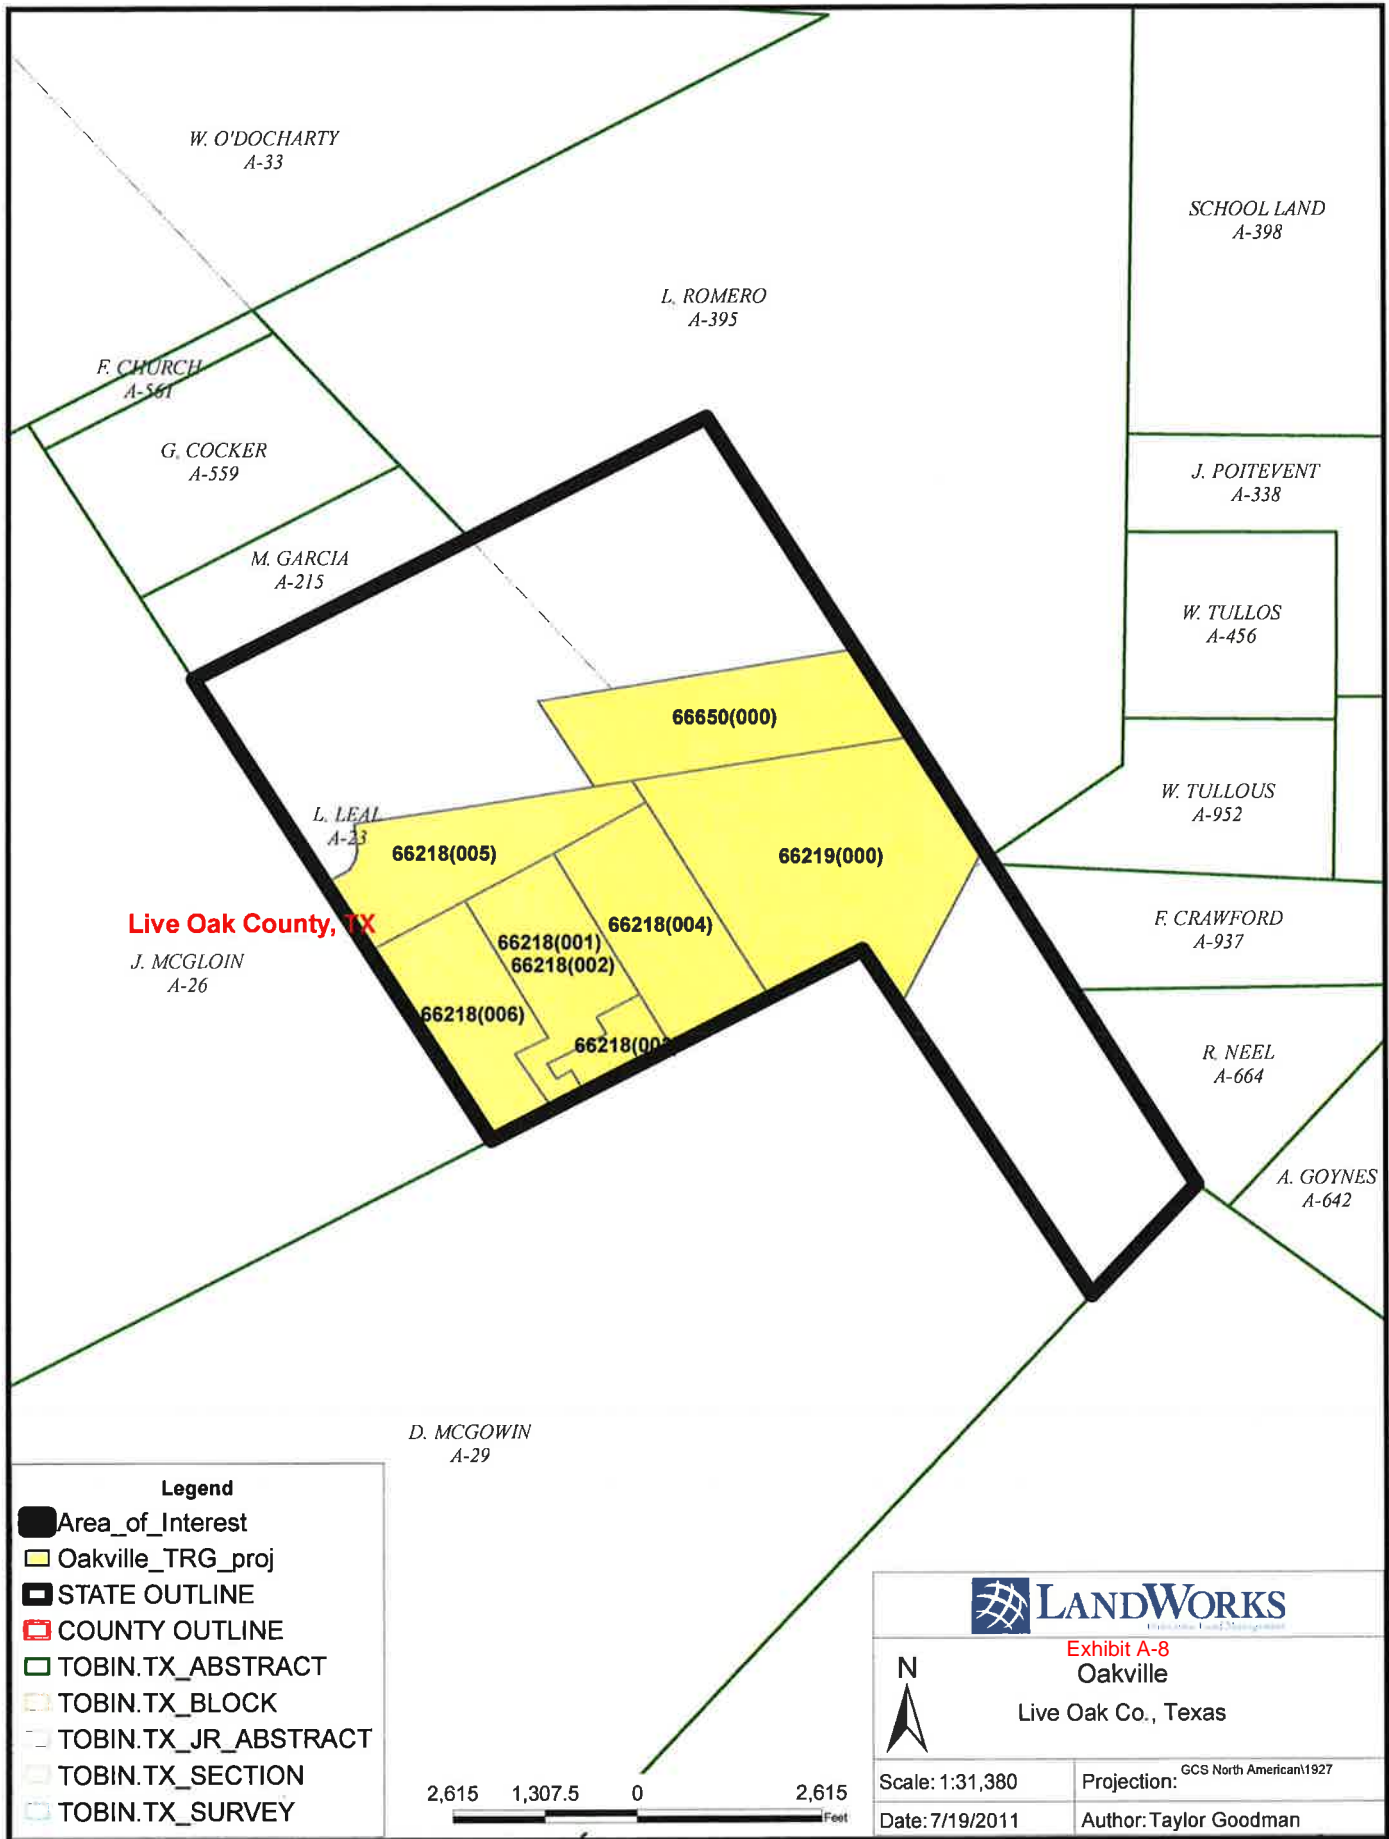 W. O'DOCHARTY
A-33
SCHOOL LAND
A-398
L. ROMERO
A-395
F. CHURCH
A-561
G. COCKER
A-559
J. POITEVENT
A-338
M. GARCIA
A-215
W. TULLOS
A-456
66650(000)
W. TULLOUS
A-952
L. LEAL
A-23
66218(005)
66219(000)
Live Oak County, TX
66218(004)
F. CRAWFORD
A-937
66218(001)
66218(002)
J. MCGLOIN
A-26
66218(006)
66218(003
R. NEEL
A-664
A. GOYNES
A-642
D. MCGOWIN
A-29
Legend
Area_of_Interest
Oakville_TRG_proj
STATE OUTLINE
COUNTY OUTLINE
TOBIN.TX_ABSTRACT
TOBIN.TX_BLOCK
TOBIN.TX_JR_ABSTRACT
TOBIN.TX_SECTION
TOBIN.TX_SURVEY
2,615 1,307.5 0 2,615
Feet
LANDWORKS
Exhibit A-8
N
Oakville
Live Oak Co., Texas
Scale: 1:31,380
Projection: GCS North American\1927
Date: 7/19/2011
Author: Taylor Goodman